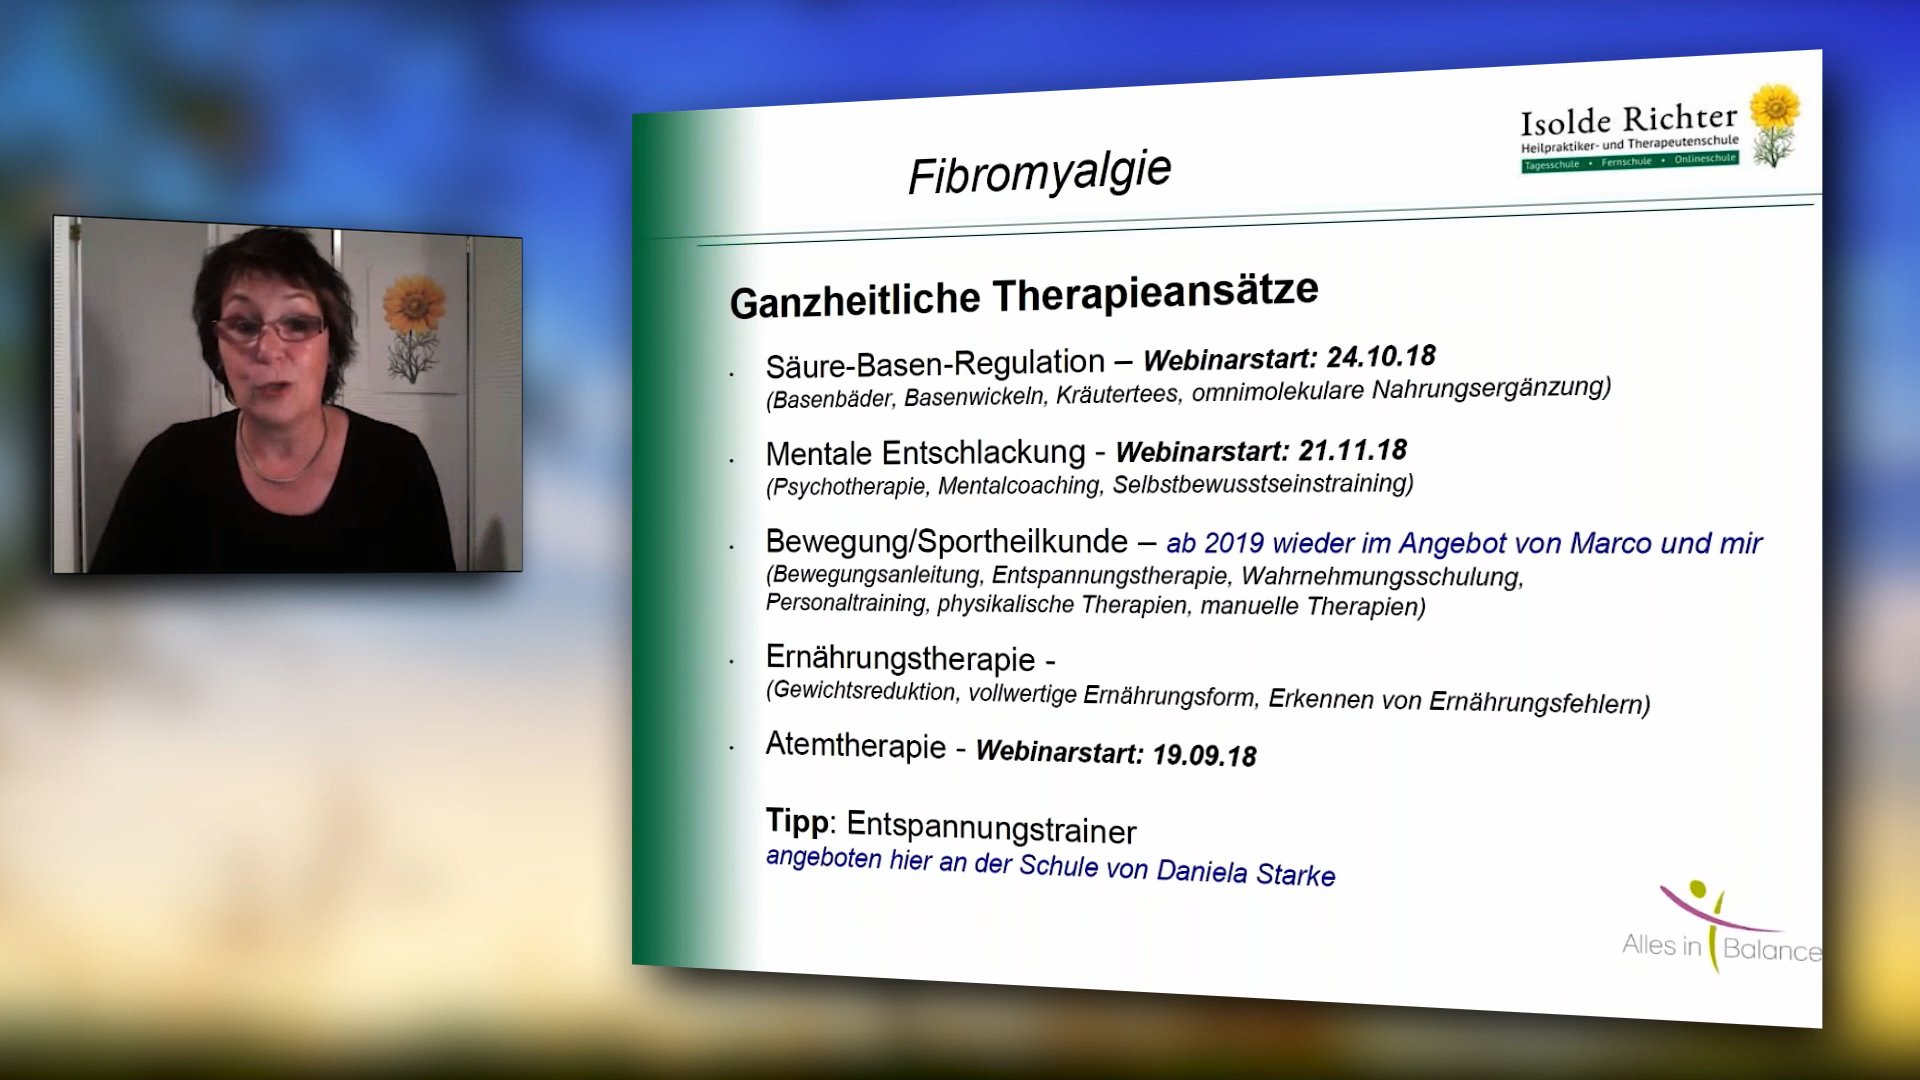 Isolde Richter
Heilpraktiker- und Therapeutenschule
Tagesschule • Fernschule • Onlineschule
Fibromyalgie
Ganzheitliche Therapieansätze
• Säure-Basen-Regulation – Webinarstart: 24.10.18
(Basenbäder, Basenwickeln, Kräutertees, omnimolekulare Nahrungsergänzung)
• Mentale Entschlackung - Webinarstart: 21.11.18
(Psychotherapie, Mentalcoaching, Selbstbewusstseinstraining)
• Bewegung/Sportheilkunde – ab 2019 wieder im Angebot von Marco und mir
(Bewegungsanleitung, Entspannungstherapie, Wahrnehmungsschulung,
Personaltraining, physikalische Therapien, manuelle Therapien)
• Ernährungstherapie -
(Gewichtsreduktion, vollwertige Ernährungsform, Erkennen von Ernährungsfehlern)
• Atemtherapie - Webinarstart: 19.09.18
Tipp: Entspannungstrainer
angeboten hier an der Schule von Daniela Starke
Alles in Balance